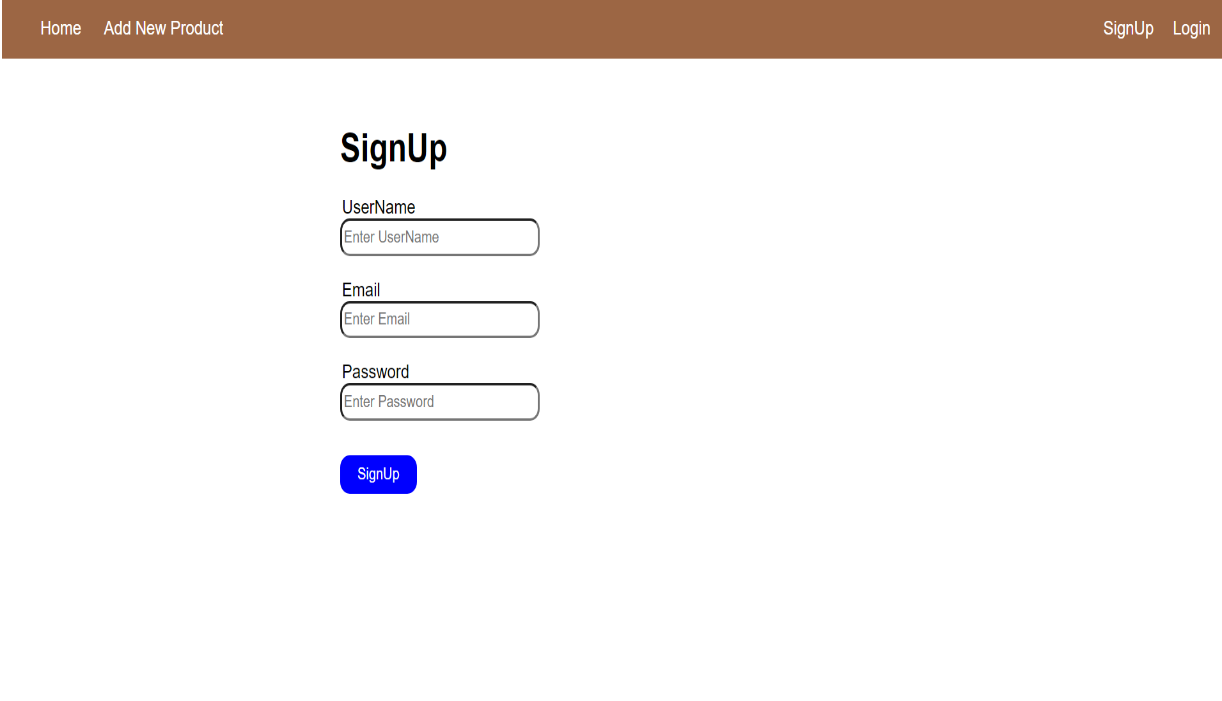 Home Add New Product SignUp Login
SignUp
UserName
Enter UserName
Email
Enter Email
Password
Enter Password
SignUp